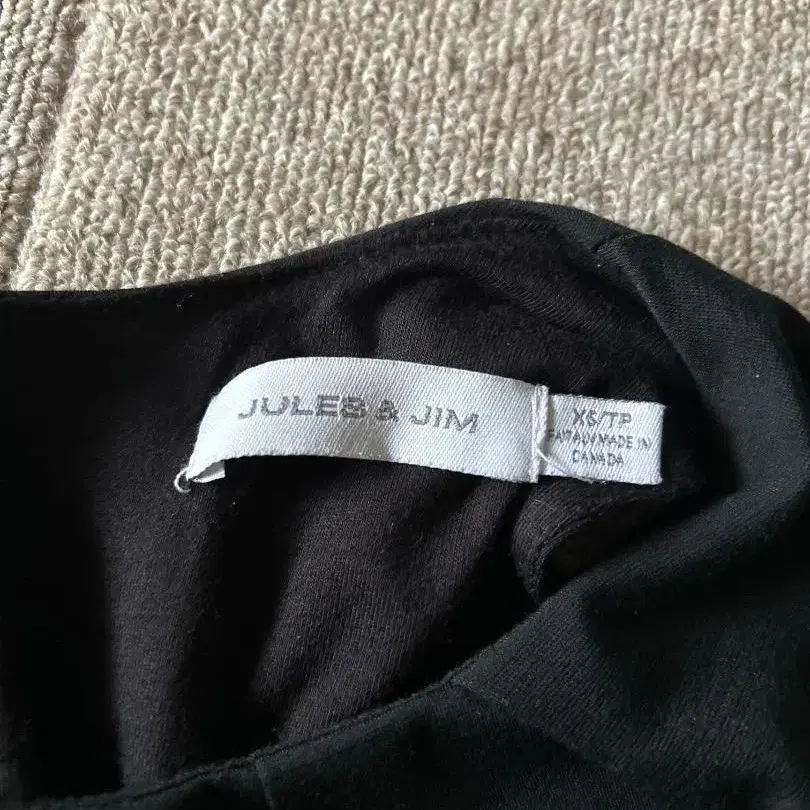 JULES & JIM
XS/TP
FAIT AU/MADE IN
CANADA